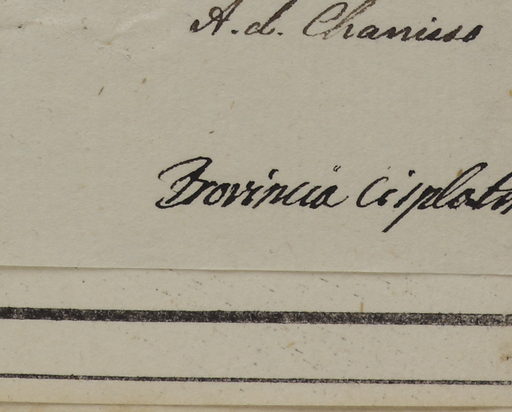 A. d. Chamisso
Provincia Cisplatin